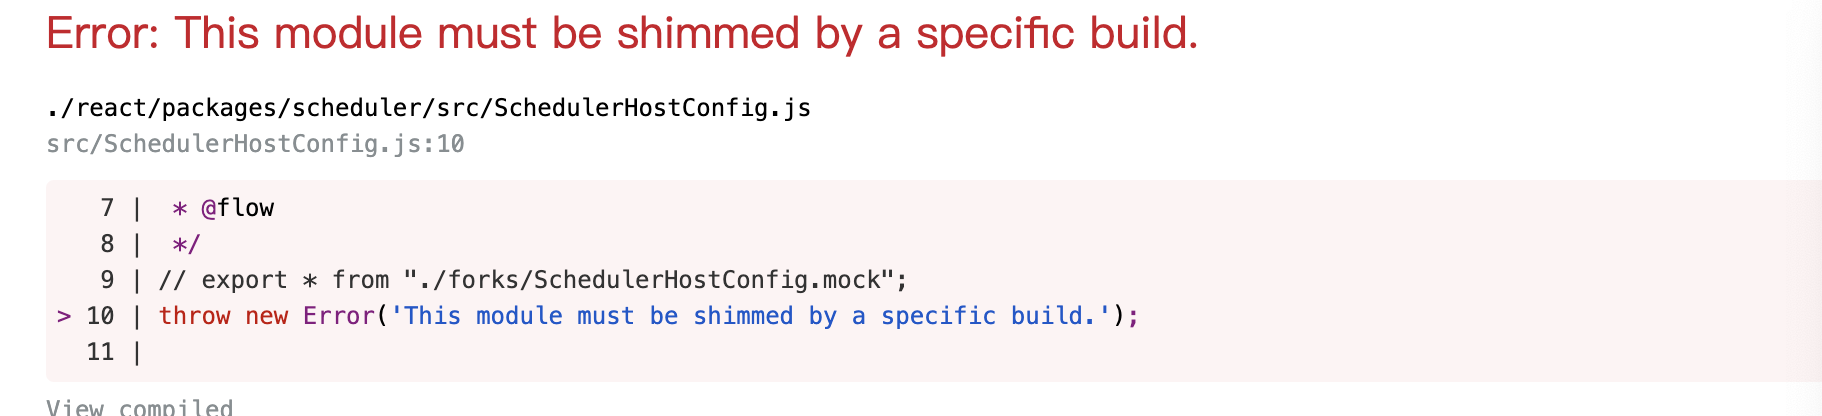 Error: This module must be shimmed by a specific build.
./react/packages/scheduler/src/SchedulerHostConfig.js
src/SchedulerHostConfig.js:10
7 | * @flow
8 | */
9 | // export * from "./forks/SchedulerHostConfig.mock";
> 10 | throw new Error('This module must be shimmed by a specific build.');
11 |
View compiled